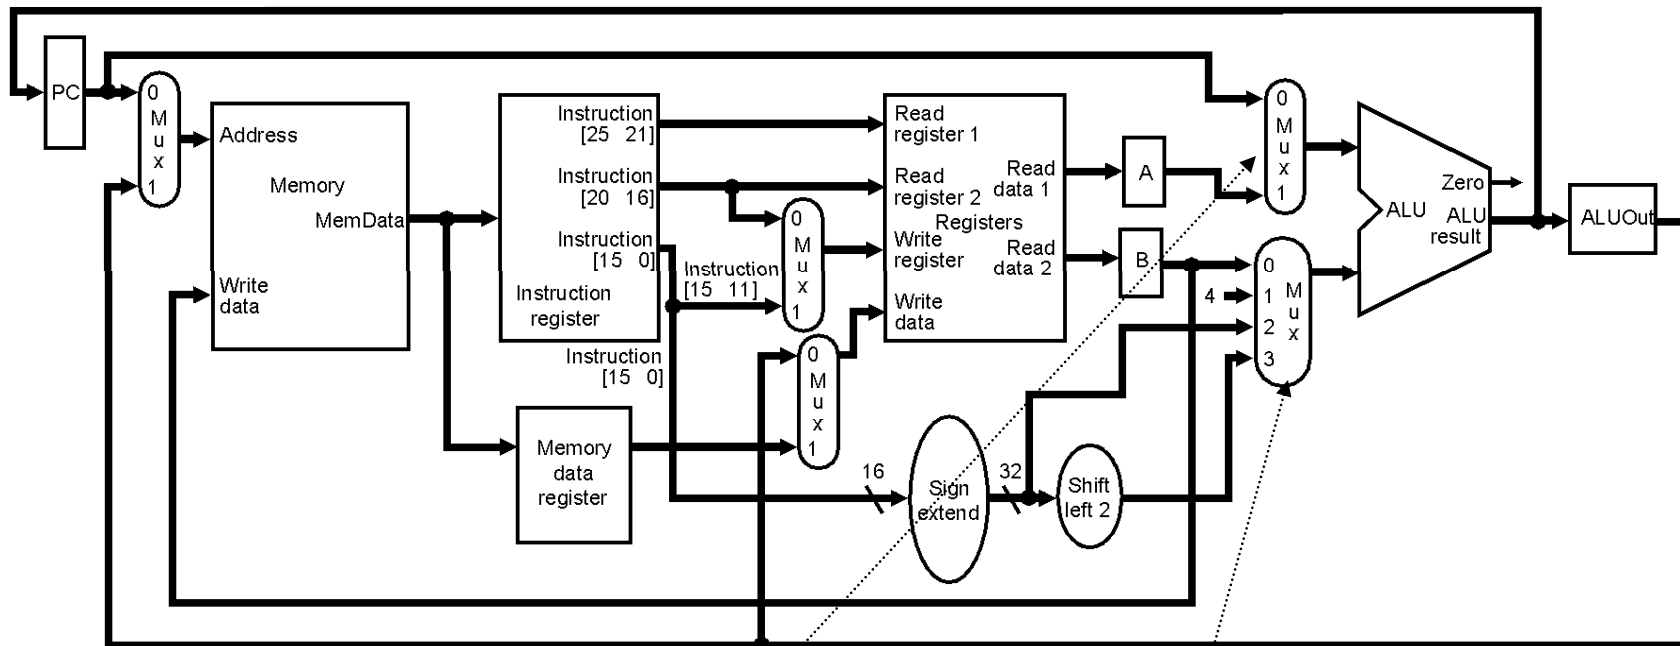 PC
0
M
u
x
1
Address
Memory
MemData
Write
data
Instruction
[25 21]
Instruction
[20 16]
Instruction
[15 0]
Instruction
register
Instruction
[15 11]
Instruction
[15 0]
Memory
data
register
0
M
u
x
1
0
M
u
x
1
Read
register 1
Read
register 2
Registers
Write
register
Write
data
Read
data 1
Read
data 2
16
Sign
extend
32
Shift
left 2
A
B
4
0
M
u
x
1
0
1
2
3
M
u
x
Zero
ALU
ALU
result
ALUOut